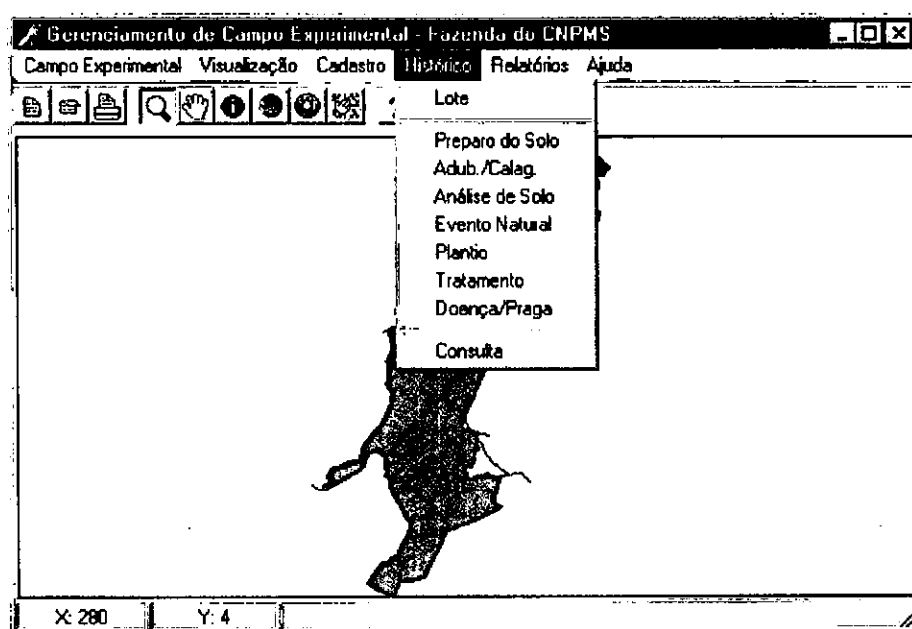 Gerenciamento de Campo Experimental - Fazenda do CNPMS
Campo Experimental Visualização Cadastro Histórico Relatórios Ajuda
Lote
Preparo do Solo
Adub./Calag.
Análise de Solo
Evento Natural
Plantio
Tratamento
Doença/Praga
Consulta
X: 280 Y: 4